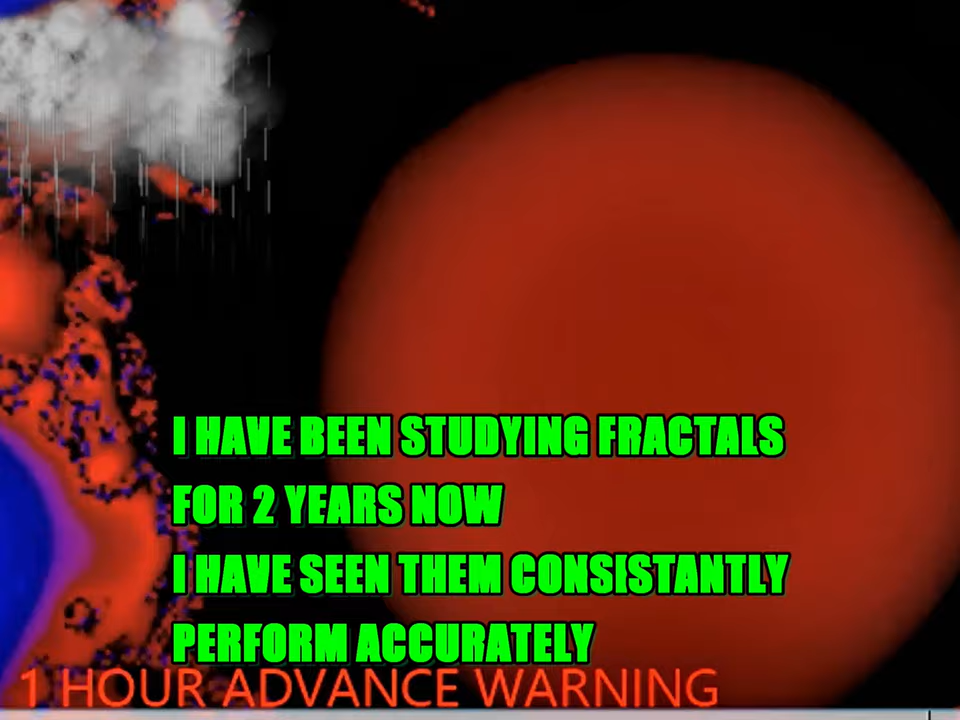 I HAVE BEEN STUDYING FRACTALS
FOR 2 YEARS NOW
I HAVE SEEN THEM CONSISTANTLY
PERFORM ACCURATELY
1 HOUR ADVANCE WARNING